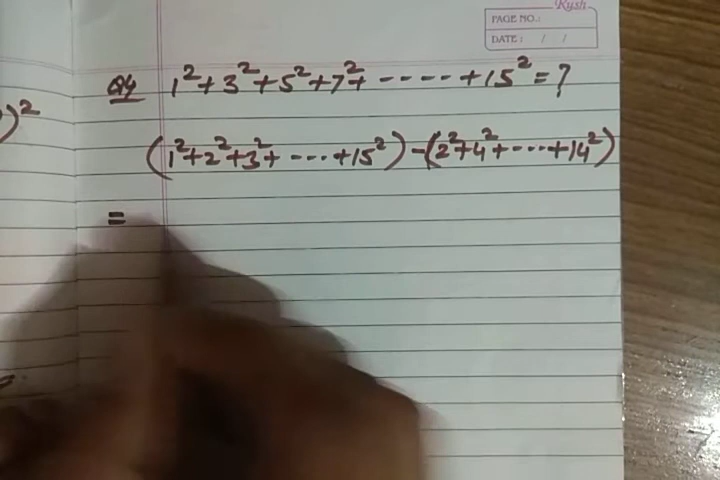 Rysh
PAGE NO.:
DATE : / /
)²
Q4 1² + 3² + 5² + 7² + - - - - - + 15² = ?
(1² + 2² + 3² + - - - - + 15²) - (2² + 4² + - - - + 14²)
=